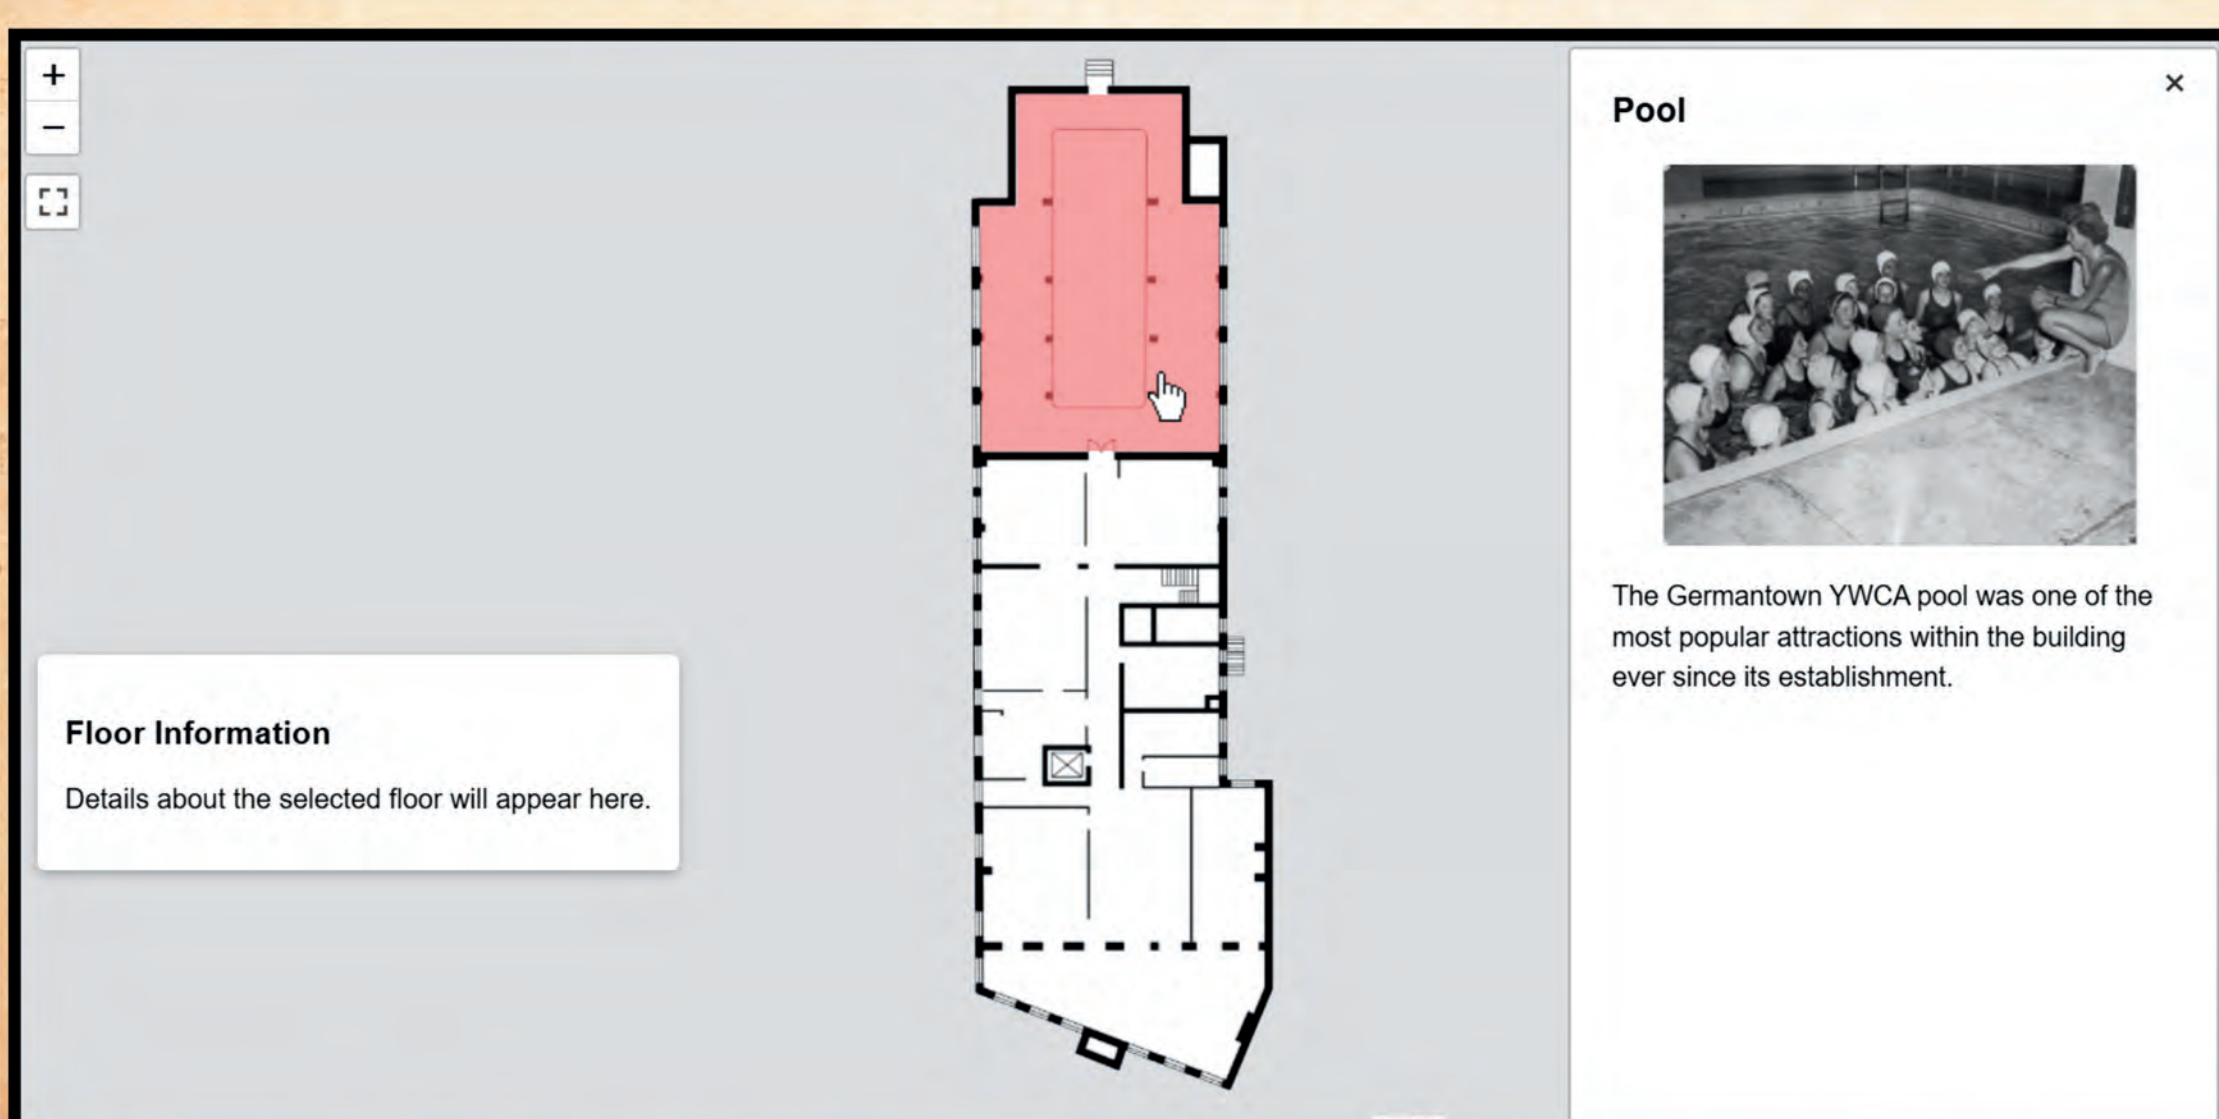 +
−
Floor Information
Details about the selected floor will appear here.
Pool
×
The Germantown YWCA pool was one of the
most popular attractions within the building
ever since its establishment.